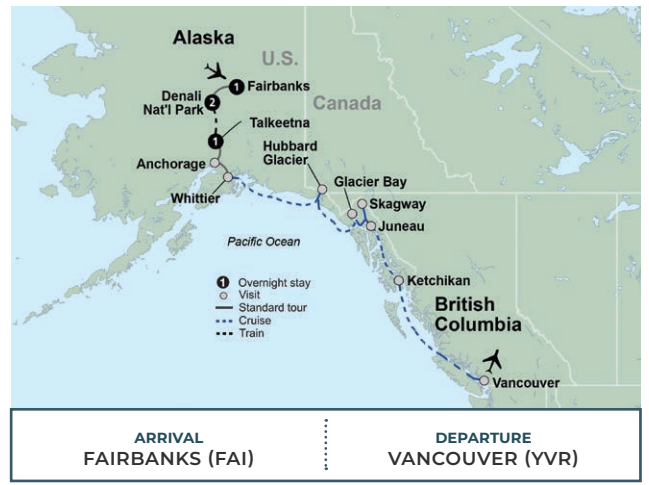 Alaska
U.S.
Canada
1 Fairbanks
Denali
Nat'l Park
2
Talkeetna
1
Hubbard
Glacier
Anchorage
Glacier Bay
Whittier
Skagway
Juneau
Pacific Ocean
1 Overnight stay
Visit
Standard tour
Cruise
Train
Ketchikan
British
Columbia
Vancouver
ARRIVAL
FAIRBANKS (FAI)
DEPARTURE
VANCOUVER (YVR)